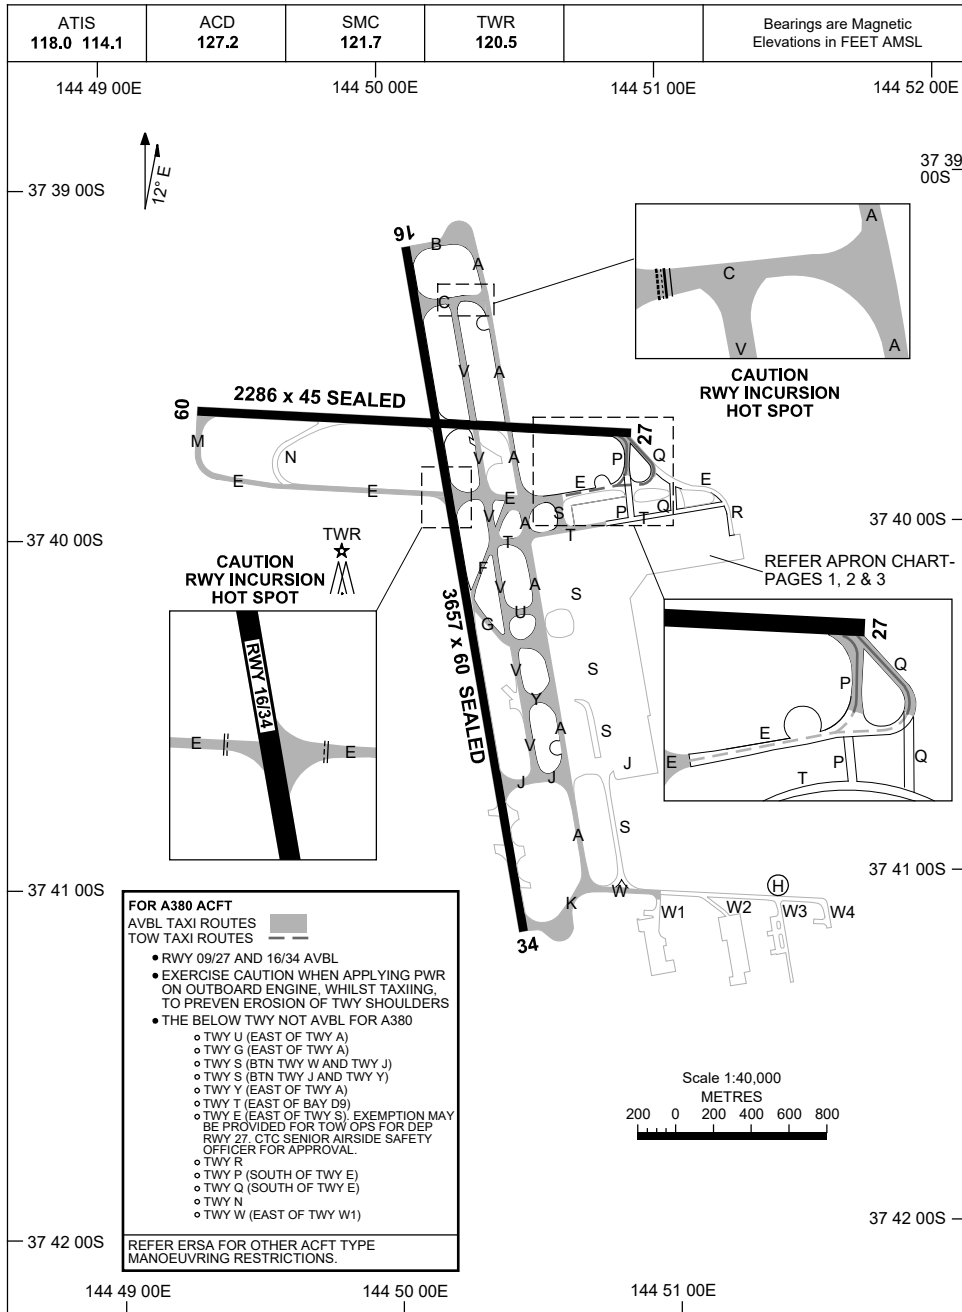 ATIS
118.0 114.1
ACD
127.2
SMC
121.7
TWR
120.5
Bearings are Magnetic
Elevations in FEET AMSL
144 49 00E
144 50 00E
144 51 00E
144 52 00E
12° E
37 39 00S
37 39
00S
16
B
A
C
A
C
V
A
CAUTION
RWY INCURSION
HOT SPOT
V
A
2286 x 45 SEALED
09
27
M
N
E
E
V
A
E
P
Q
E
E
S
P
T
Q
R
V
A
T
T
37 40 00S
37 40 00S
TWR
CAUTION
RWY INCURSION
HOT SPOT
REFER APRON CHART-
PAGES 1, 2 & 3
F
V
A
S
U
G
3657 x 60 SEALED
RWY 16/34
E
E
27
Q
P
E
E
P
Q
T
V
S
Y
A
S
V
J
J
J
A
S
37 41 00S
37 41 00S
K
W
W1
W2
H
W3
W4
34
FOR A380 ACFT
AVBL TAXI ROUTES
TOW TAXI ROUTES
• RWY 09/27 AND 16/34 AVBL
• EXERCISE CAUTION WHEN APPLYING PWR
ON OUTBOARD ENGINE, WHILST TAXIING,
TO PREVEN EROSION OF TWY SHOULDERS
• THE BELOW TWY NOT AVBL FOR A380
TWY U (EAST OF TWY A)
TWY G (EAST OF TWY A)
TWY S (BTN TWY W AND TWY J)
TWY S (BTN TWY J AND TWY Y)
TWY Y (EAST OF TWY A)
TWY T (EAST OF BAY D9)
TWY E (EAST OF TWY S). EXEMPTION MAY
BE PROVIDED FOR TOW OPS FOR DEP
RWY 27. CTC SENIOR AIRSIDE SAFETY
OFFICER FOR APPROVAL.
TWY R
TWY P (SOUTH OF TWY E)
TWY Q (SOUTH OF TWY E)
TWY N
TWY W (EAST OF TWY W1)
REFER ERSA FOR OTHER ACFT TYPE
MANOEUVRING RESTRICTIONS.
Scale 1:40,000
METRES
200 0 200 400 600 800
37 42 00S
37 42 00S
144 49 00E
144 50 00E
144 51 00E